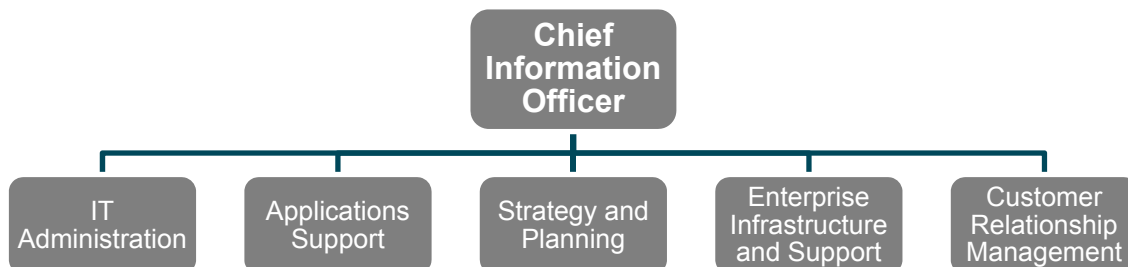 Chief
Information
Officer
IT
Administration
Applications
Support
Strategy and
Planning
Enterprise
Infrastructure
and Support
Customer
Relationship
Management